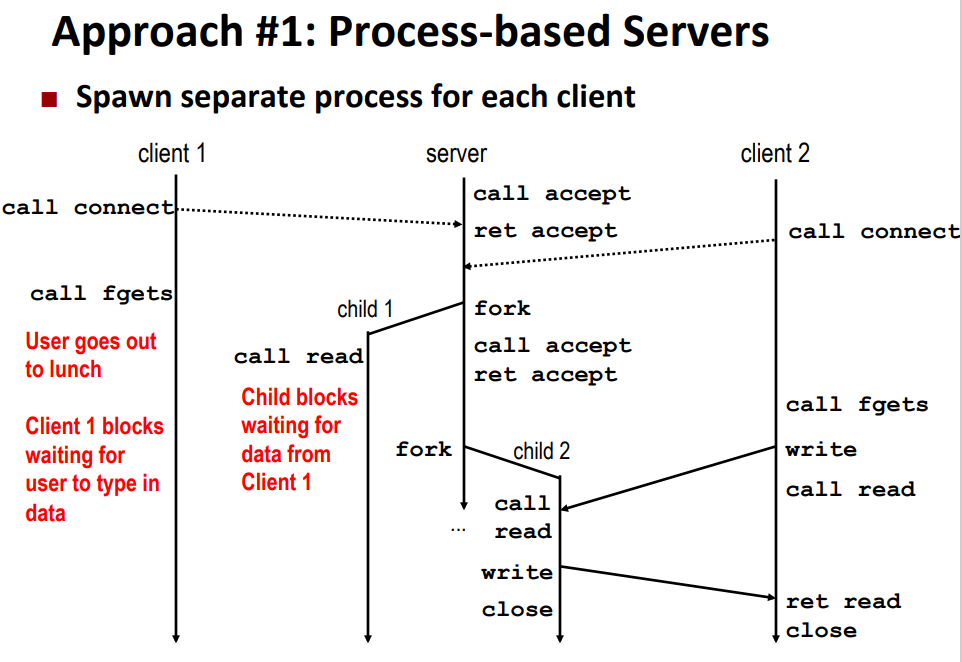 Approach #1: Process-based Servers
Spawn separate process for each client
client 1
server
client 2
call connect
call accept
ret accept
call connect
call fgets
child 1
fork
User goes out
to lunch
call read
call accept
ret accept
Child blocks
waiting for
data from
Client 1
Client 1 blocks
waiting for
user to type in
data
call fgets
fork
child 2
write
call read
...
call
read
write
close
ret read
close